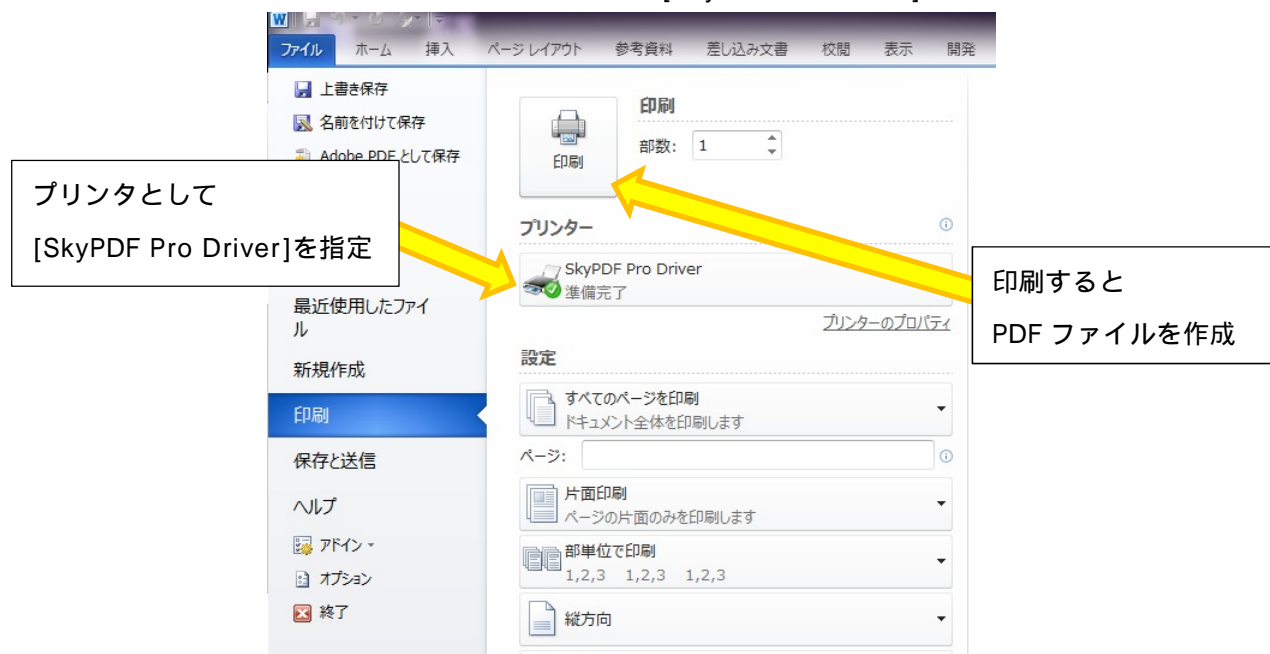 ファイル ホーム 挿入 ページ レイアウト 参考資料 差し込み文書 校閲 表示 開発
上書き保存
名前を付けて保存
Adobe PDF として保存
プリンタとして
[SkyPDF Pro Driver]を指定
最近使用したファイ
ル
新規作成
印刷
保存と送信
ヘルプ
アドイン
オプション
終了
印刷
印刷
部数: 1
プリンター
SkyPDF Pro Driver
準備完了
プリンターのプロパティ
印刷すると
PDF ファイルを作成
設定
すべてのページを印刷
ドキュメント全体を印刷します
ページ:
片面印刷
ページの片面のみを印刷します
部単位で印刷
1,2,3 1,2,3 1,2,3
縦方向